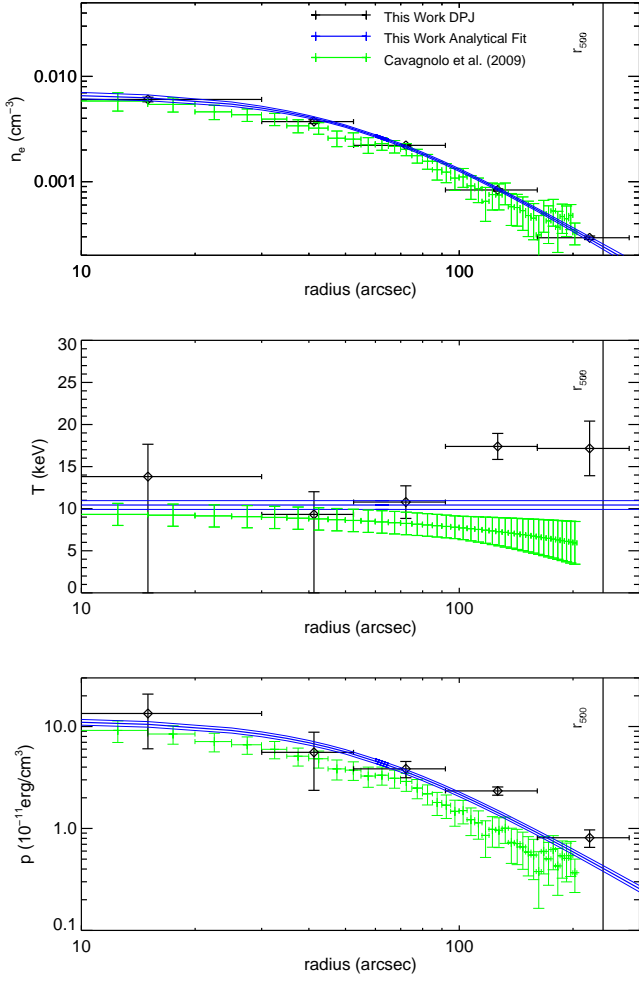 This Work DPJ
This Work Analytical Fit
Cavagnolo et al. (2009)
r500
0.010
0.001
n_e (cm⁻³)
10
100
radius (arcsec)
r500
30
25
20
15
10
5
0
T (keV)
10
100
radius (arcsec)
r500
10.0
1.0
0.1
p (10⁻¹¹erg/cm³)
10
100
radius (arcsec)